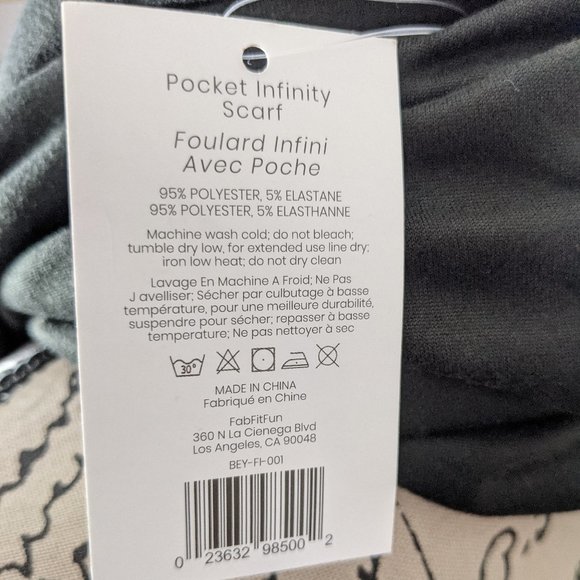 Pocket Infinity
Scarf
Foulard Infini
Avec Poche
95% POLYESTER, 5% ELASTANE
95% POLYESTER, 5% ELASTHANNE
Machine wash cold; do not bleach;
tumble dry low, for extended use line dry;
iron low heat; do not dry clean
Lavage En Machine A Froid; Ne Pas
J avelliser; Sécher par culbutage à basse
température, pour une meilleure durabilité,
suspendre pour sécher; repasser à basse
temperature; Ne pas nettoyer à sec
30°
MADE IN CHINA
Fabriqué en Chine
FabFitFun
360 N La Cienega Blvd
Los Angeles, CA 90048
BEY-FI-001
0 23632 98500 2